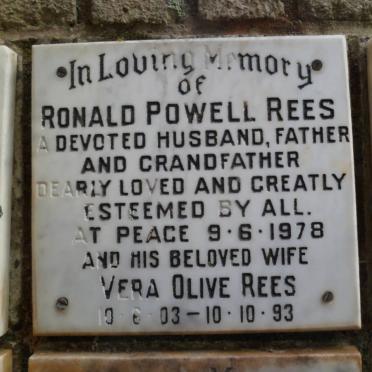 In Loving Memory
of
RONALD POWELL REES
A DEVOTED HUSBAND, FATHER
AND GRANDFATHER
DEARLY LOVED AND GREATLY
ESTEEMED BY ALL.
AT PEACE 9·6·1978
AND HIS BELOVED WIFE
VERA OLIVE REES
10·6·03—10·10·93